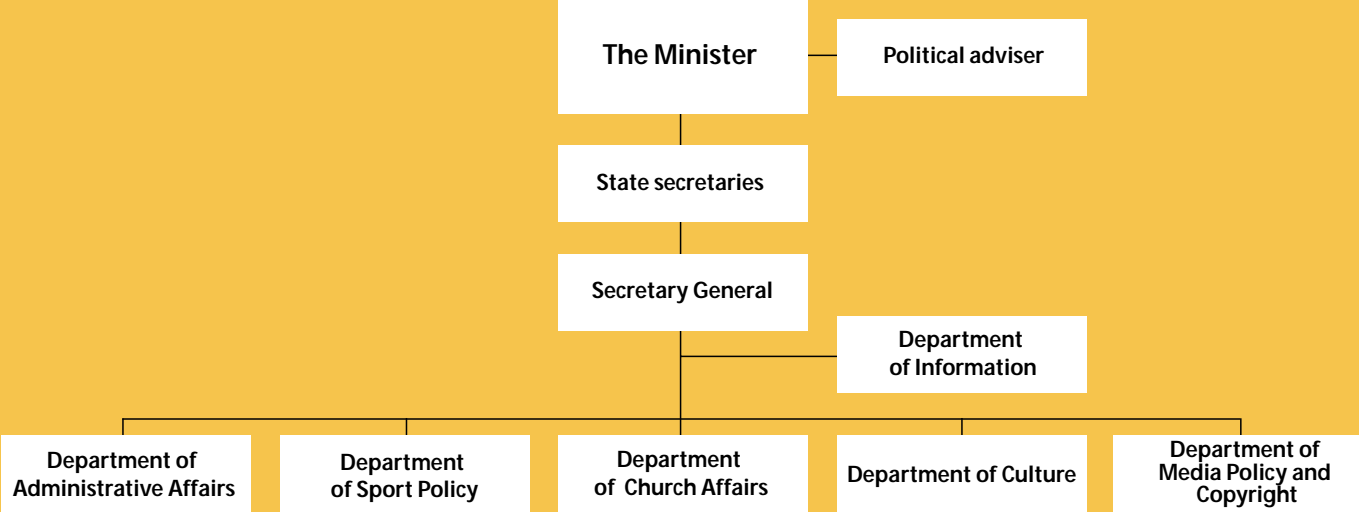 The Minister
Political adviser
State secretaries
Secretary General
Department
of Information
Department of
Administrative Affairs
Department
of Sport Policy
Department
of Church Affairs
Department of Culture
Department of
Media Policy and
Copyright